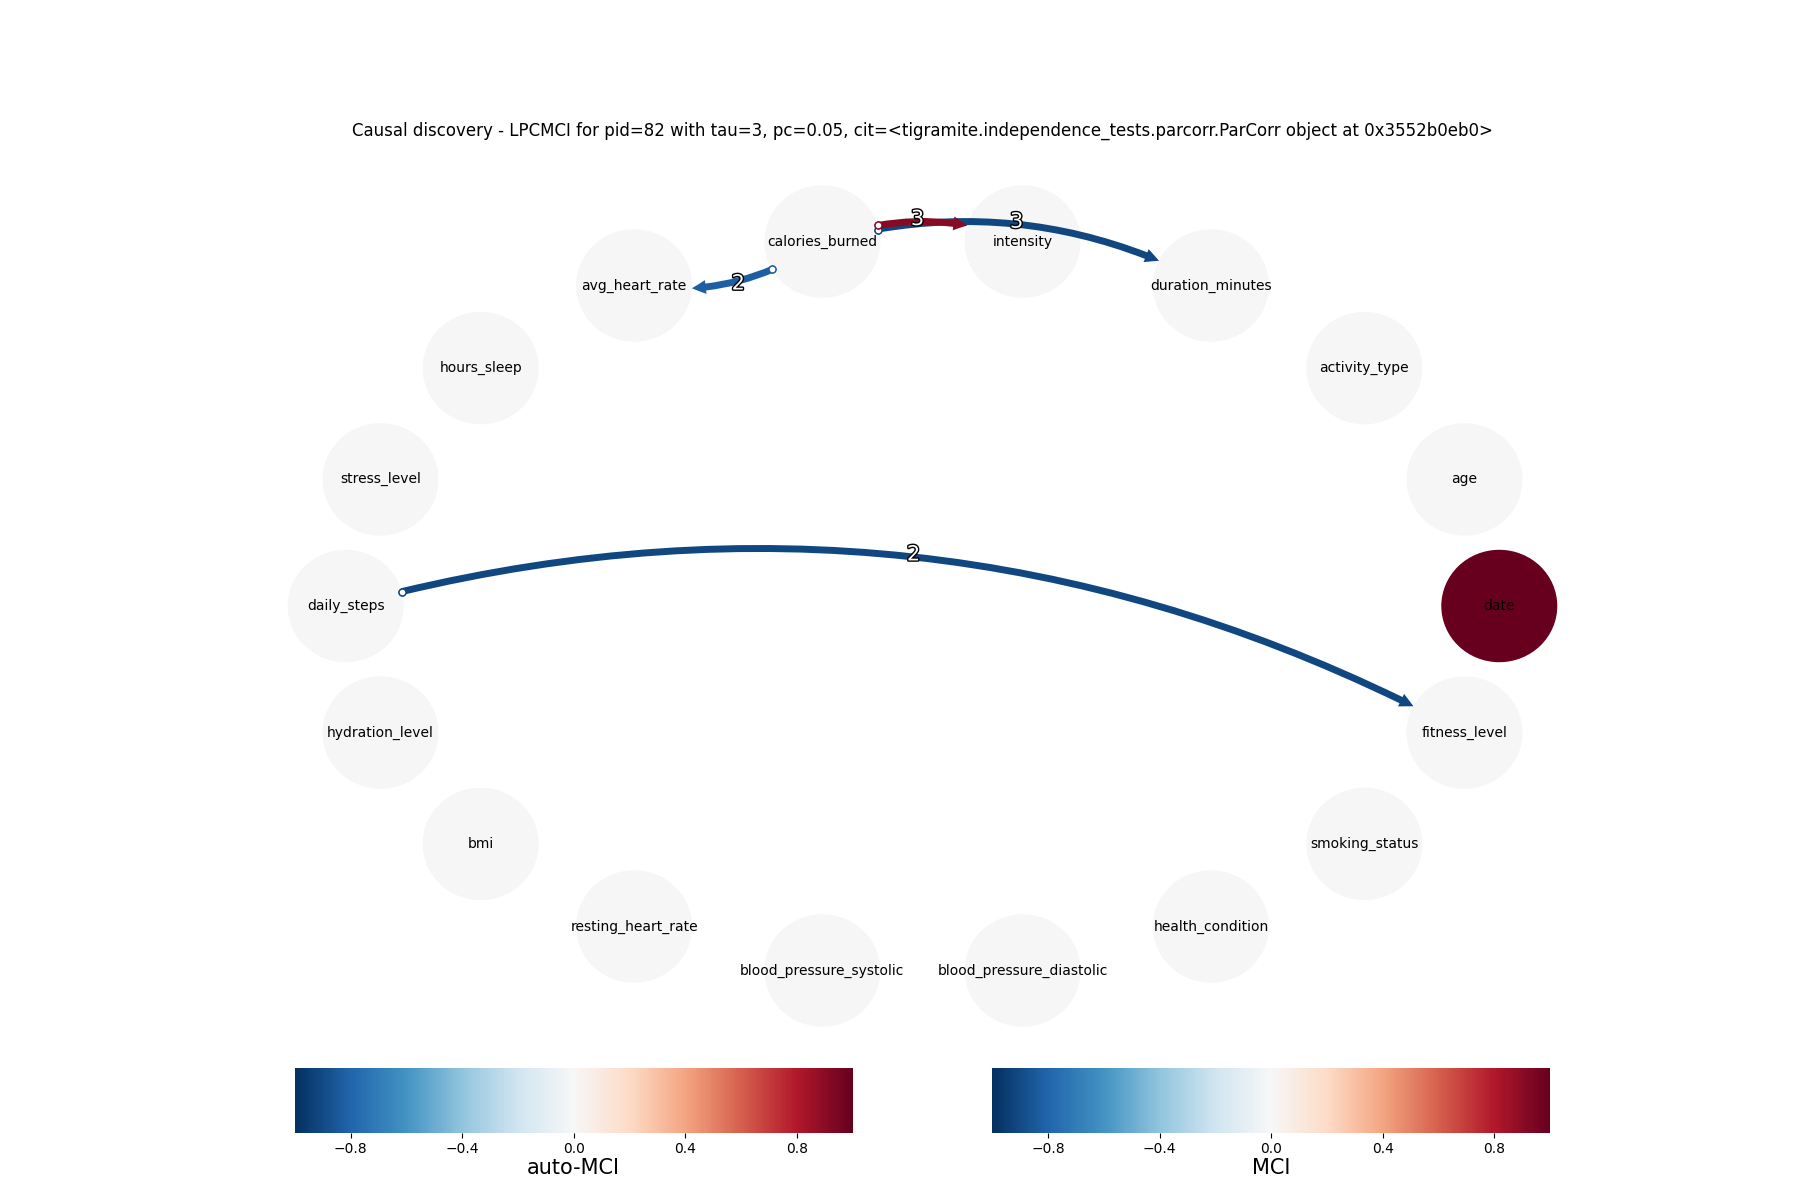 Causal discovery - LPCMCI for pid=82 with tau=3, pc=0.05, cit=<tigramite.independence_tests.parcorr.ParCorr object at 0x3552b0eb0>
3
3
calories_burned
intensity
2
avg_heart_rate
duration_minutes
hours_sleep
activity_type
stress_level
age
2
daily_steps
date
hydration_level
fitness_level
bmi
smoking_status
resting_heart_rate
health_condition
blood_pressure_systolic
blood_pressure_diastolic
−0.8 −0.4 0.0 0.4 0.8
auto-MCI
−0.8 −0.4 0.0 0.4 0.8
MCI